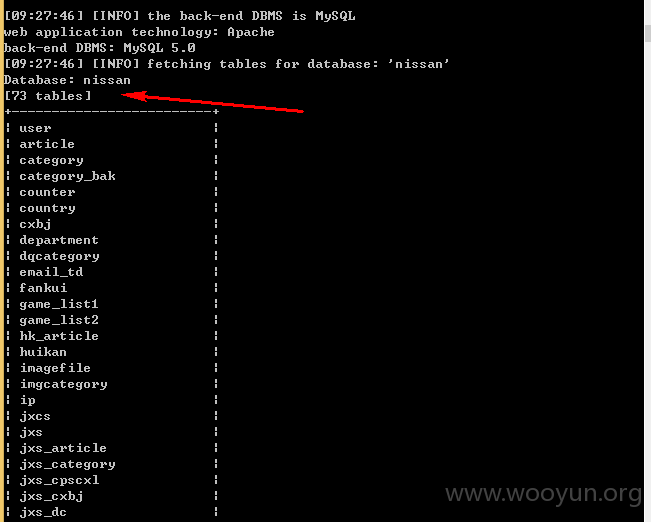 [09:27:46] [INFO] the back-end DBMS is MySQL
web application technology: Apache
back-end DBMS: MySQL 5.0
[09:27:46] [INFO] fetching tables for database: 'nissan'
Database: nissan
[73 tables]
+-------------------------+
¦ user ¦
¦ article ¦
¦ category ¦
¦ category_bak ¦
¦ counter ¦
¦ country ¦
¦ cxbj ¦
¦ department ¦
¦ dqcategory ¦
¦ email_td ¦
¦ fankui ¦
¦ game_list1 ¦
¦ game_list2 ¦
¦ hk_article ¦
¦ huikan ¦
¦ imagefile ¦
¦ imgcategory ¦
¦ ip ¦
¦ jxcs ¦
¦ jxs ¦
¦ jxs_article ¦
¦ jxs_category ¦
¦ jxs_cpscxl ¦
¦ jxs_cxbj ¦
¦ jxs_dc ¦
www.wooyun.org